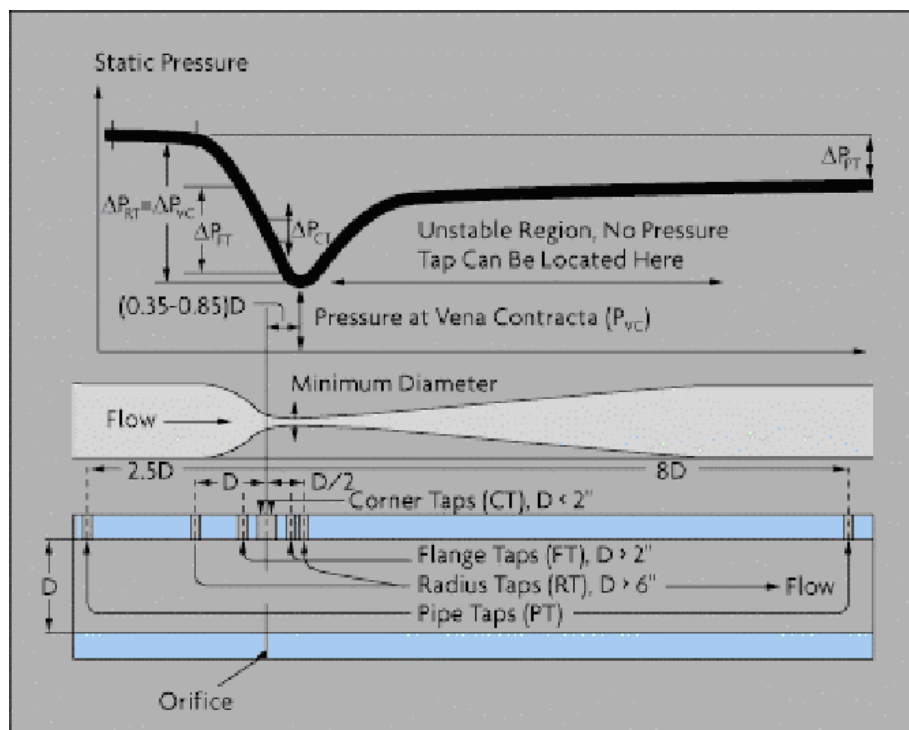 Static Pressure
ΔP_PT
ΔP_RT=ΔP_VC
ΔP_FT
ΔP_CT
Unstable Region, No Pressure
Tap Can Be Located Here
(0.35-0.85)D
Pressure at Vena Contracta (P_VC)
Minimum Diameter
Flow
2.5D
8D
D
D/2
Corner Taps (CT), D < 2"
Flange Taps (FT), D > 2"
D
Radius Taps (RT), D > 6"
Flow
Pipe Taps (PT)
Orifice